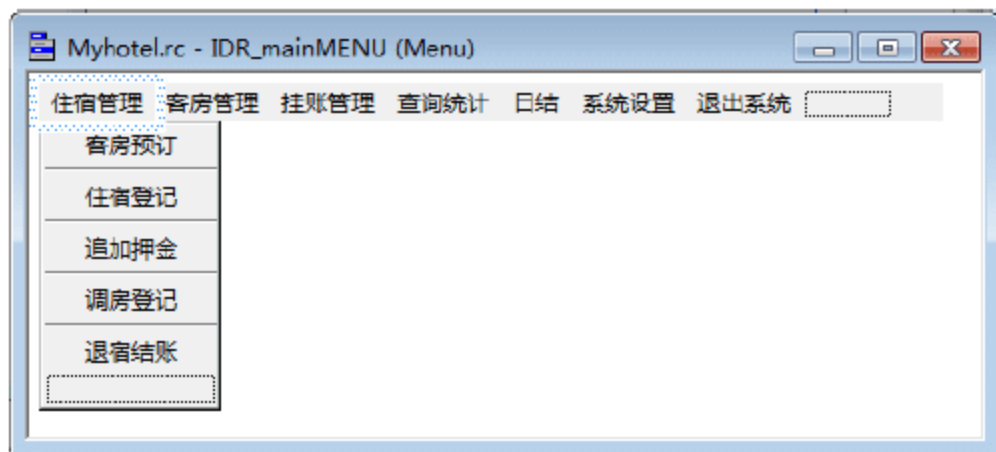 Myhotel.rc - IDR_mainMENU (Menu)
住宿管理 客房管理 挂账管理 查询统计 日结 系统设置 退出系统
客房预订
住宿登记
追加押金
调房登记
退宿结账